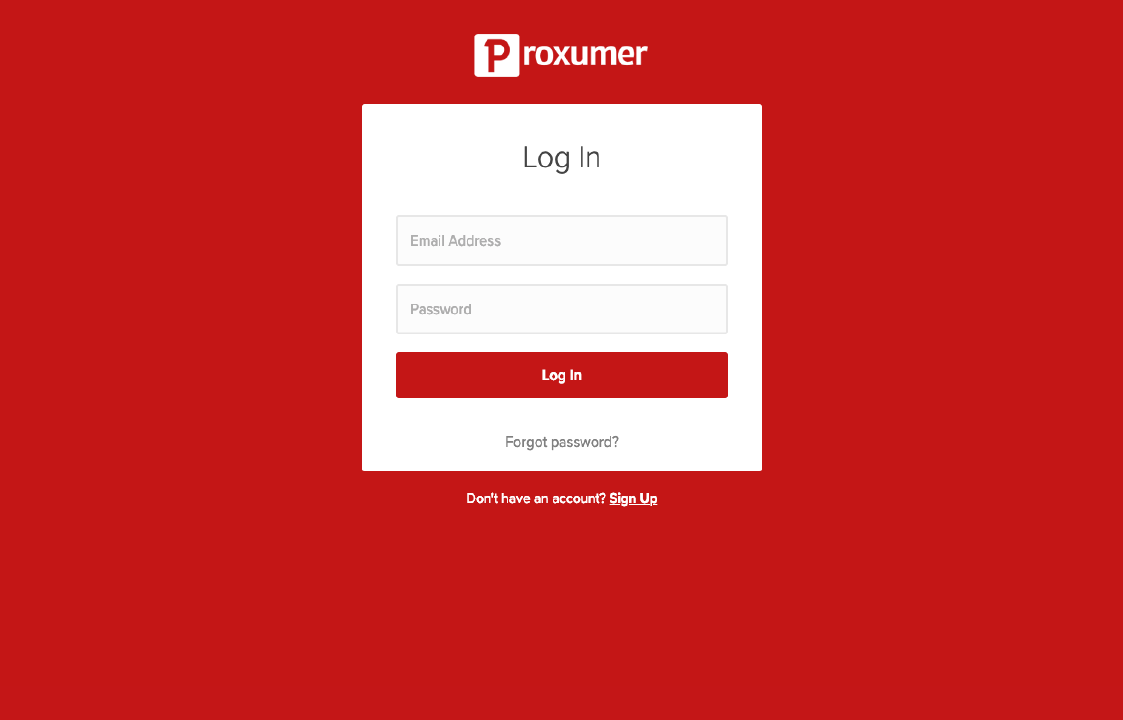 Proxumer
Log In
Email Address
Password
Log In
Forgot password?
Don't have an account? Sign Up